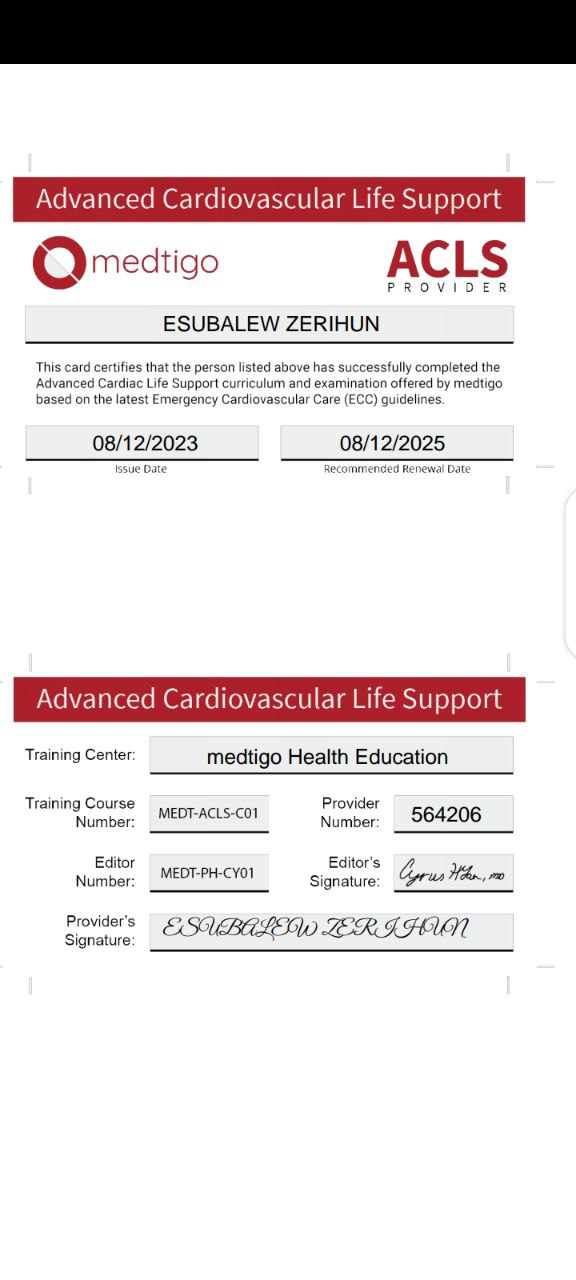 Advanced Cardiovascular Life Support
medtigo
ACLS
PROVIDER
ESUBALEW ZERIHUN
This card certifies that the person listed above has successfully completed the
Advanced Cardiac Life Support curriculum and examination offered by medtigo
based on the latest Emergency Cardiovascular Care (ECC) guidelines.
08/12/2023 08/12/2025
Issue Date Recommended Renewal Date
Advanced Cardiovascular Life Support
Training Center: medtigo Health Education
Training Course Number: MEDT-ACLS-C01 Provider Number: 564206
Editor Number: MEDT-PH-CY01 Editor's Signature: Cyrus
Provider's Signature: ESUBALEW ZERIHUN